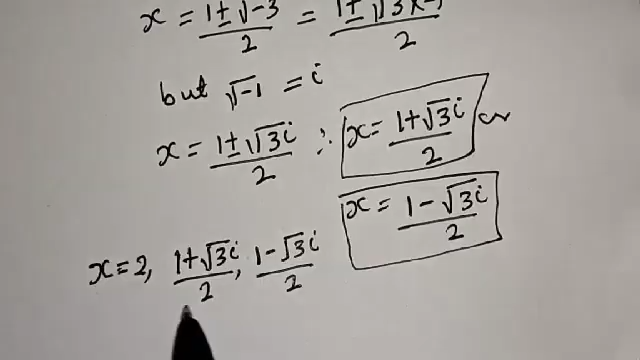 x = 1±√-3 / 2 = 1±√3×-1 / 2
but √-1 = i
x = 1±√3i / 2 ∴ x = 1+√3i / 2 or
x = 1-√3i / 2
x = 2, 1+√3i / 2, 1-√3i / 2